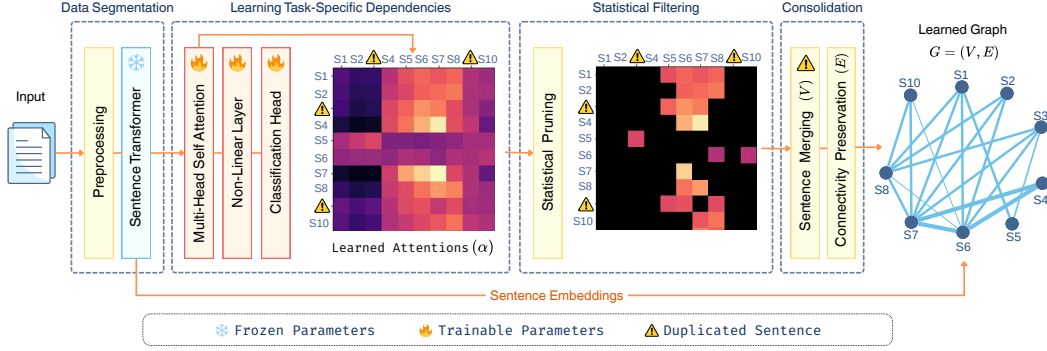 Data Segmentation
Learning Task-Specific Dependencies
Statistical Filtering
Consolidation
Learned Graph
G = (V, E)
Input
Preprocessing
Sentence Transformer
Multi-Head Self Attention
Non-Linear Layer
Classification Head
S1 S2 S4 S5 S6 S7 S8 S10
S1
S2
S4
S5
S6
S7
S8
S10
Learned Attentions (α)
Statistical Pruning
S1 S2 S4 S5 S6 S7 S8 S10
S1
S2
S4
S5
S6
S7
S8
S10
Sentence Merging (V)
Connectivity Preservation (E)
S1
S2
S3
S4
S5
S6
S7
S8
S10
Sentence Embeddings
Frozen Parameters
Trainable Parameters
Duplicated Sentence